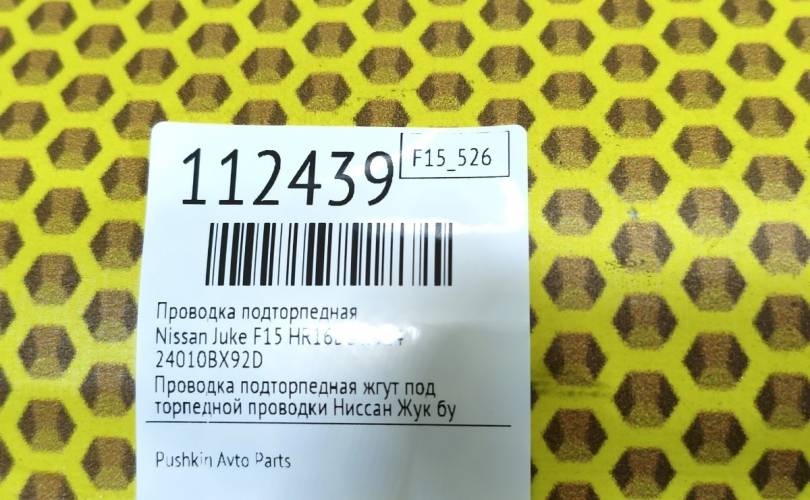 112439
F15_526
Проводка подторпедная
Nissan Juke F15
24010BX92D
Проводка подторпедная жгут под
торпедной проводки Ниссан Жук бу
Pushkin Avto Parts